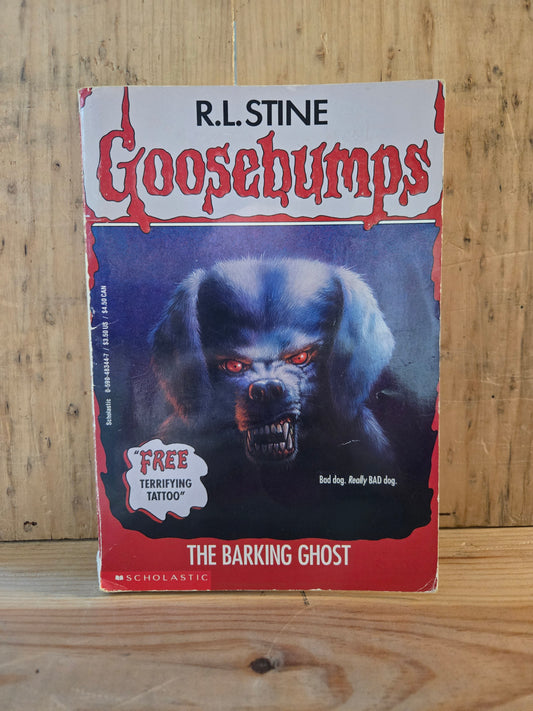 R.L.STINE
Goosebumps
Scholastic 0-590-48344-7 / $3.50 US / $4.50 CAN
"FREE
TERRIFYING
TATTOO"
Bad dog. Really BAD dog.
THE BARKING GHOST
SCHOLASTIC